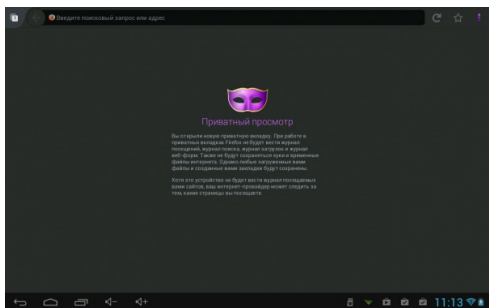 Введите поисковый запрос или адрес
Приватный просмотр
Вы открыли новую приватную вкладку. При работе в
приватных вкладках Firefox не будет вести журнал
посещений, журнал поиска, журнал загрузок и журнал
веб-форм. Также не будут сохраняться куки и временные
файлы интернета. Однако любые загруженные вами
файлы и созданные вами закладки будут сохранены.
Хотя это устройство не будет вести журнал посещаемых
вами сайтов, ваш интернет-провайдер может следить за
тем, какие страницы вы посещаете.
11:13